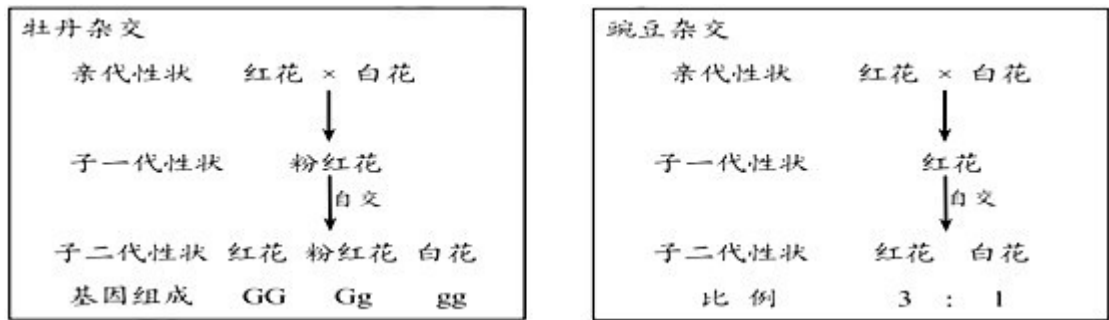 牡丹杂交
亲代性状 红花 × 白花
子一代性状 粉红花
自交
子二代性状 红花 粉红花 白花
基因组成 GG Gg gg
豌豆杂交
亲代性状 红花 × 白花
子一代性状 红花
自交
子二代性状 红花 白花
比例 3 : 1